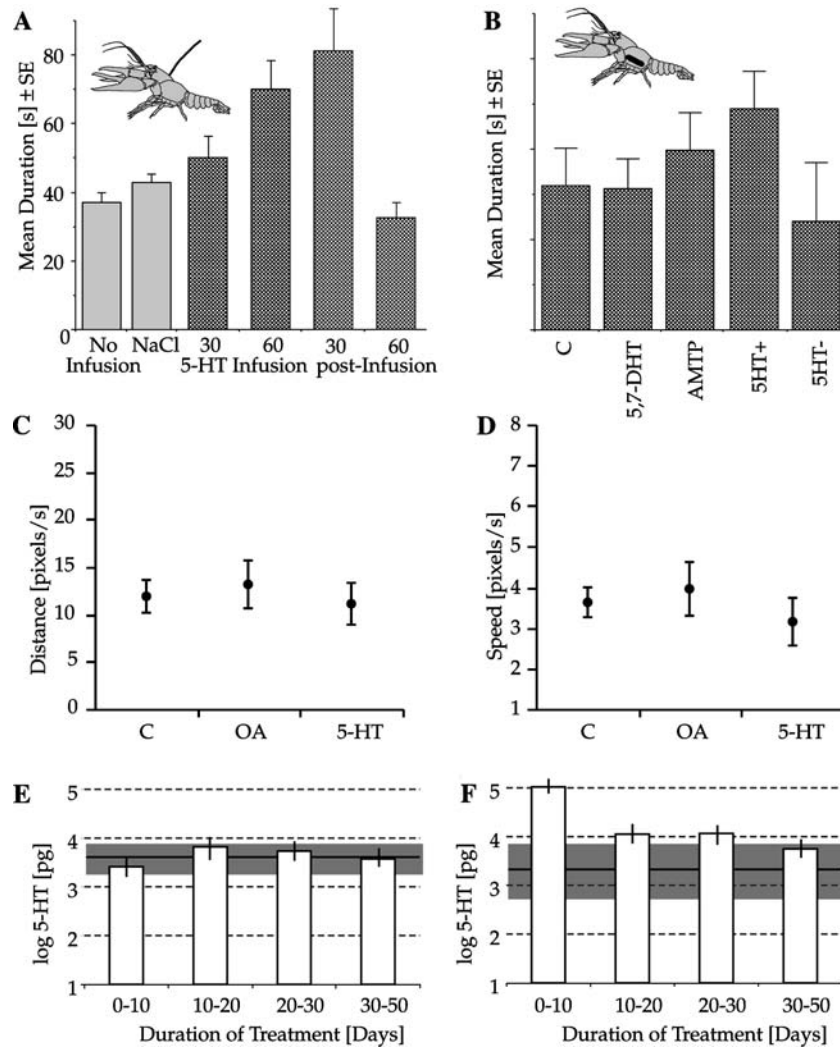 A
Mean Duration [s] ± SE
80
60
40
20
0
No
Infusion
NaCl
30
60
30
60
5-HT Infusion post-Infusion
B
Mean Duration [s] ± SE
C
5,7-DHT
AMTP
5HT+
5HT-
C
Distance [pixels/s]
30
25
20
15
10
5
0
C OA 5-HT
D
Speed [pixels/s]
8
7
6
5
4
3
2
1
C OA 5-HT
E
log 5-HT [pg]
5
4
3
2
1
0-10 10-20 20-30 30-50
Duration of Treatment [Days]
F
log 5-HT [pg]
5
4
3
2
1
0-10 10-20 20-30 30-50
Duration of Treatment [Days]